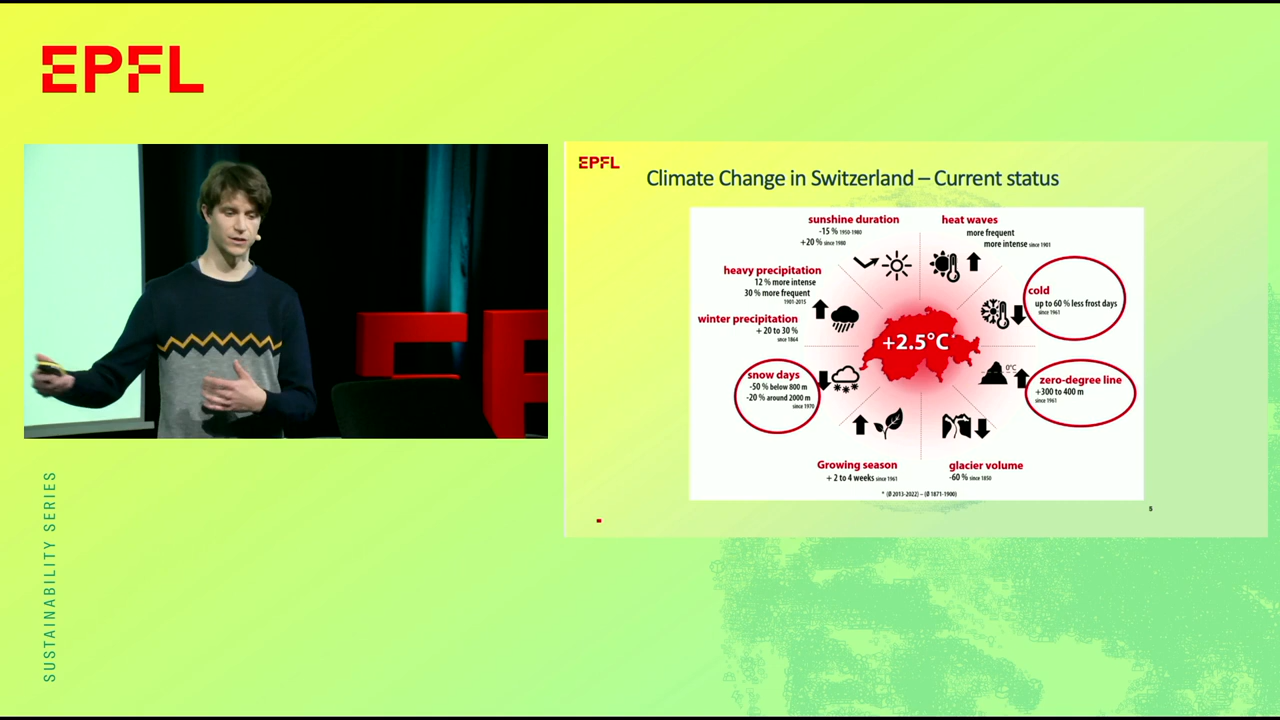 EPFL
EPFL
Climate Change in Switzerland – Current status
sunshine duration
-15 % 1950-1980
+20 % since 1980
heat waves
more frequent
more intense since 1901
heavy precipitation
12 % more intense
30 % more frequent
1901-2015
cold
up to 60 % less frost days
since 1961
winter precipitation
+ 20 to 30 %
since 1864
+2.5°C
snow days
-50 % below 800 m
-20 % around 2000 m
since 1970
0°C
zero-degree line
+300 to 400 m
since 1961
Growing season
+ 2 to 4 weeks since 1961
glacier volume
-60 % since 1850
* (Ø 2013-2022) – (Ø 1871-1900)
5
SUSTAINABILITY SERIES